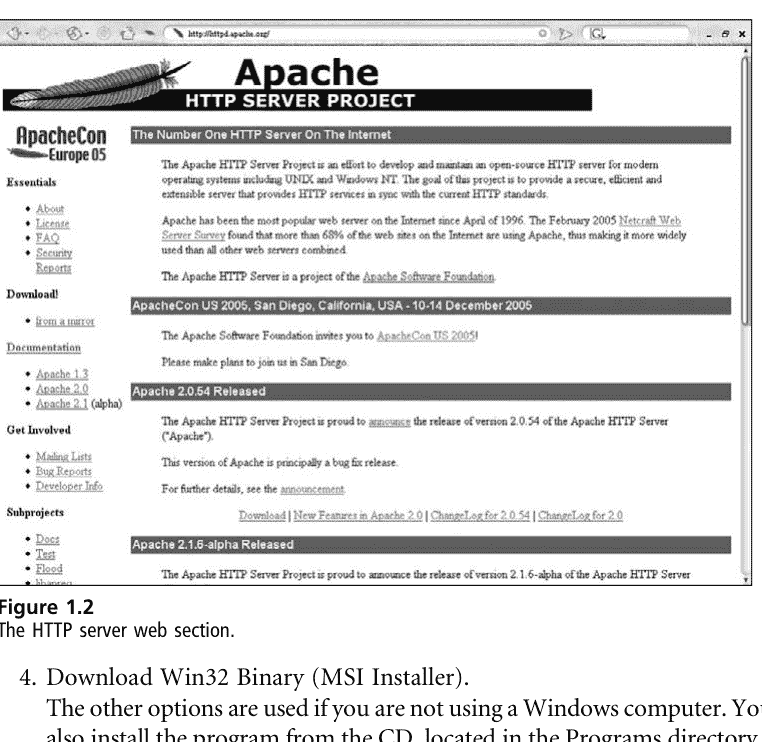 http://httpd.apache.org/
G
Apache
HTTP SERVER PROJECT
ApacheCon
Europe 05
Essentials
About
License
FAQ
Security
Reports
Download!
from a mirror
Documentation
Apache 1.3
Apache 2.0
Apache 2.1 (alpha)
Get Involved
Mailing Lists
Bug Reports
Developer Info
Subprojects
Docs
Test
Flood
The Number One HTTP Server On The Internet
The Apache HTTP Server Project is an effort to develop and maintain an open-source HTTP server for modern
operating systems including UNIX and Windows NT. The goal of this project is to provide a secure, efficient and
extensible server that provides HTTP services in sync with the current HTTP standards.
Apache has been the most popular web server on the Internet since April of 1996. The February 2005 Netcraft Web
Server Survey found that more than 68% of the web sites on the Internet are using Apache, thus making it more widely
used than all other web servers combined.
The Apache HTTP Server is a project of the Apache Software Foundation.
ApacheCon US 2005, San Diego, California, USA - 10-14 December 2005
The Apache Software Foundation invites you to ApacheCon US 2005!
Please make plans to join us in San Diego.
Apache 2.0.54 Released
The Apache HTTP Server Project is proud to announce the release of version 2.0.54 of the Apache HTTP Server
("Apache").
This version of Apache is principally a bug fix release.
For further details, see the announcement.
Download | New Features in Apache 2.0 | ChangeLog for 2.0.54 | ChangeLog for 2.0
Apache 2.1.6-alpha Released
The Apache HTTP Server Project is proud to announce the release of version 2.1.6-alpha of the Apache HTTP Server
Figure 1.2
The HTTP server web section.
4. Download Win32 Binary (MSI Installer).
The other options are used if you are not using a Windows computer. You
also install the program from the CD, located in the Programs directory